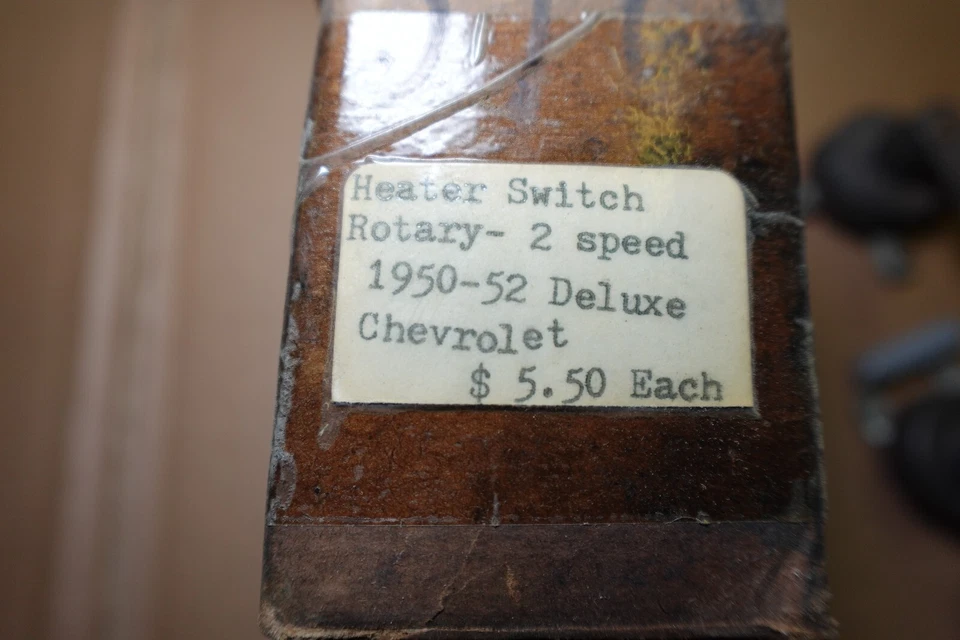 Heater Switch
Rotary- 2 speed
1950-52 Deluxe
Chevrolet
$ 5.50 Each